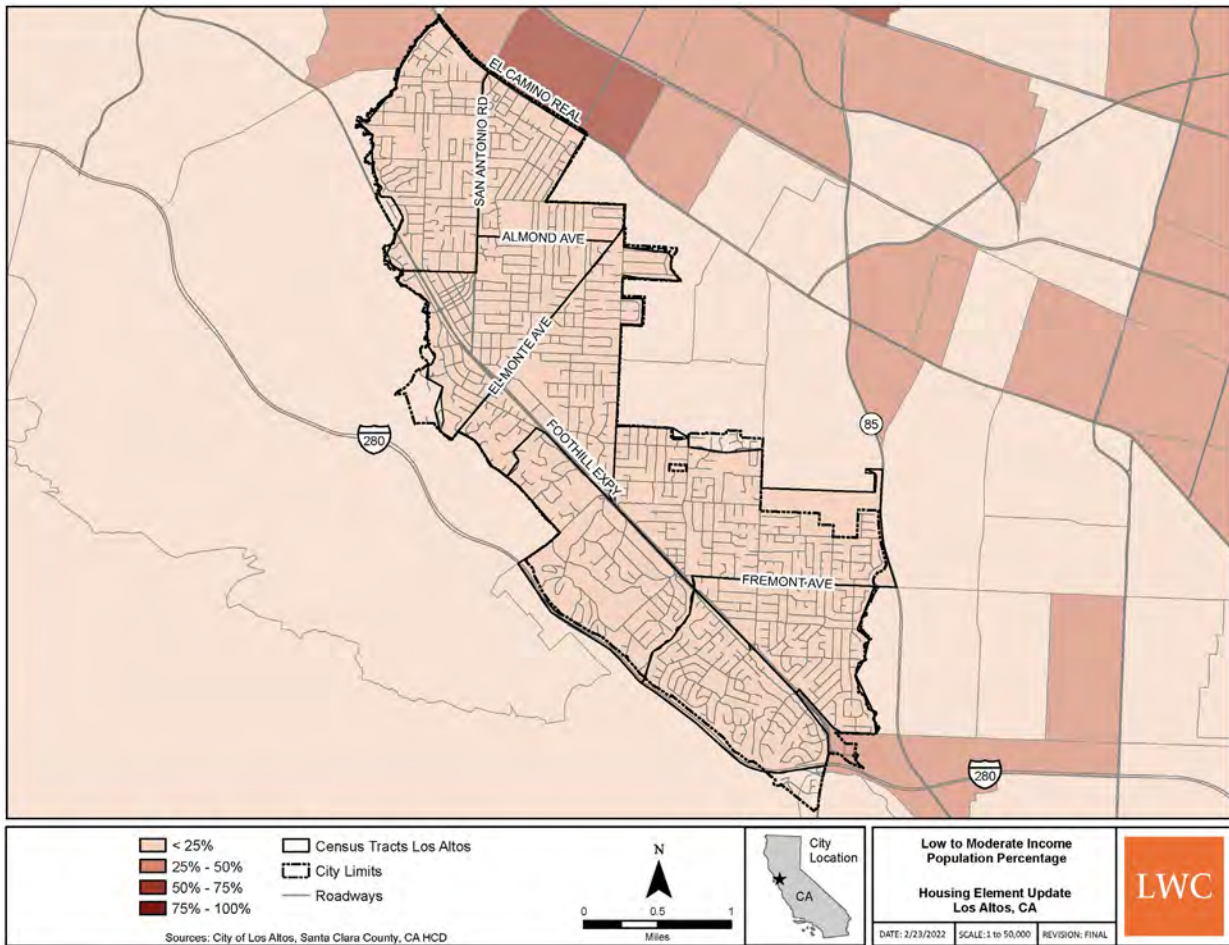 EL CAMINO REAL
SAN ANTONIO RD
ALMOND AVE
EL MONTE AVE
280
FOOTHILL EXPY
85
FREMONT AVE
280
< 25%
25% - 50%
50% - 75%
75% - 100%
Census Tracts Los Altos
City Limits
Roadways
Sources: City of Los Altos, Santa Clara County, CA HCD
N
0 0.5 1
Miles
City
Location
CA
Low to Moderate Income
Population Percentage
Housing Element Update
Los Altos, CA
DATE: 2/23/2022 SCALE: 1 to 50,000 REVISION: FINAL
LWC